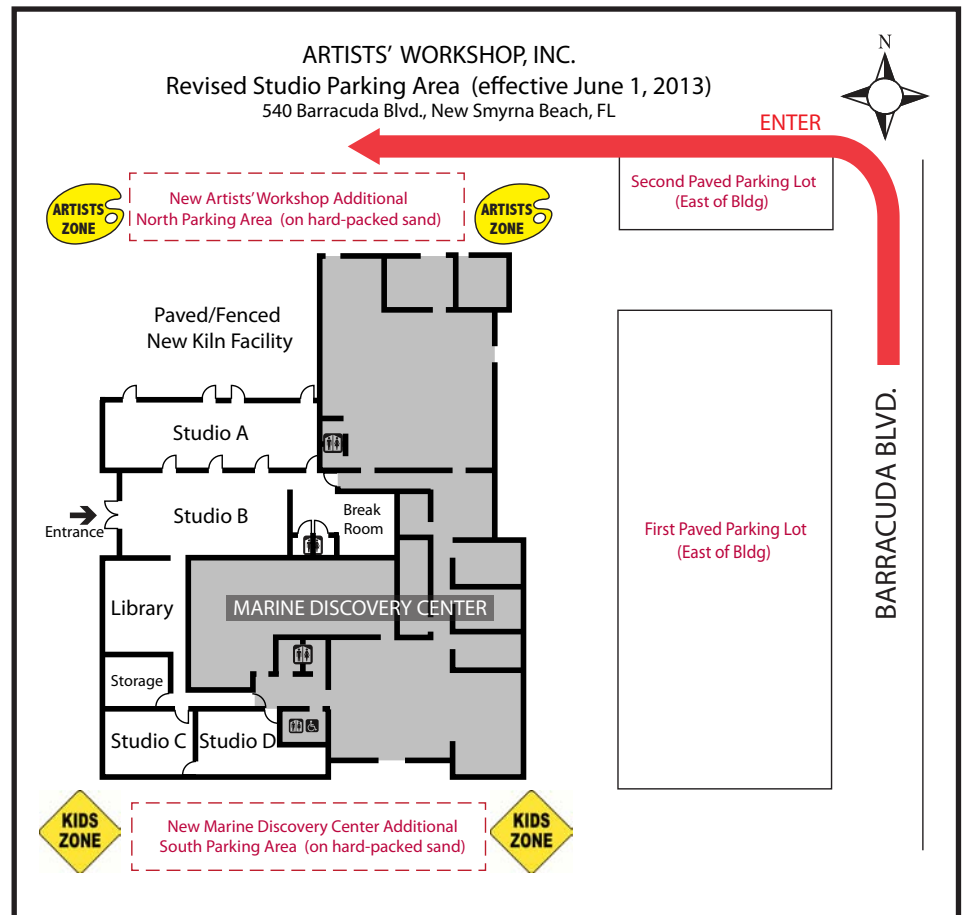 ARTISTS' WORKSHOP, INC.
Revised Studio Parking Area (effective June 1, 2013)
540 Barracuda Blvd., New Smyrna Beach, FL
N
ENTER
ARTISTS
ZONE
New Artists' Workshop Additional
North Parking Area (on hard-packed sand)
ARTISTS
ZONE
Second Paved Parking Lot
(East of Bldg)
Paved/Fenced
New Kiln Facility
Studio A
Studio B
Break
Room
Entrance
First Paved Parking Lot
(East of Bldg)
BARRACUDA BLVD.
Library
MARINE DISCOVERY CENTER
Storage
Studio C
Studio D
KIDS
ZONE
New Marine Discovery Center Additional
South Parking Area (on hard-packed sand)
KIDS
ZONE